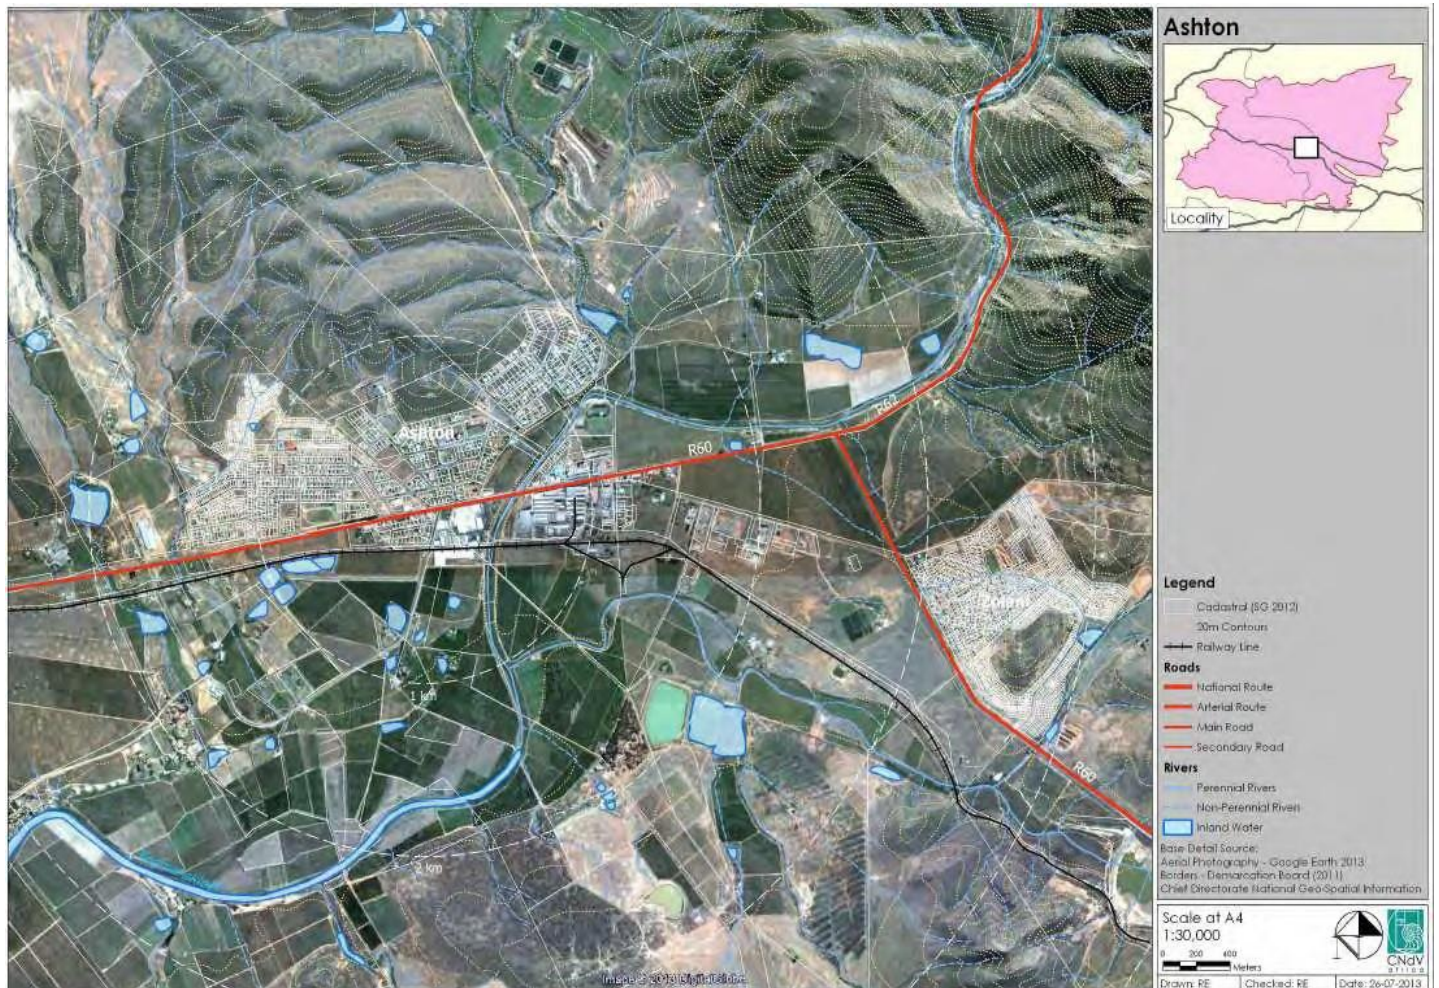 Ashton
Locality
Ashton
R60
R62
Zolani
1 km
R60
2 km
Image © 2013 DigitalGlobe
Legend
Cadastral (SG 2012)
20m Contours
Railway Line
Roads
National Route
Arterial Route
Main Road
Secondary Road
Rivers
Perennial Rivers
Non-Perennial Rivers
Inland Water
Base Detail Source:
Aerial Photography - Google Earth 2013
Borders - Demarcation Board (2011)
Chief Directorate National Geo-Spatial Information
Scale at A4
1:30,000
0 200 400
Meters
CNdV
africa
Drawn: RE Checked: RE Date: 26-07-2013